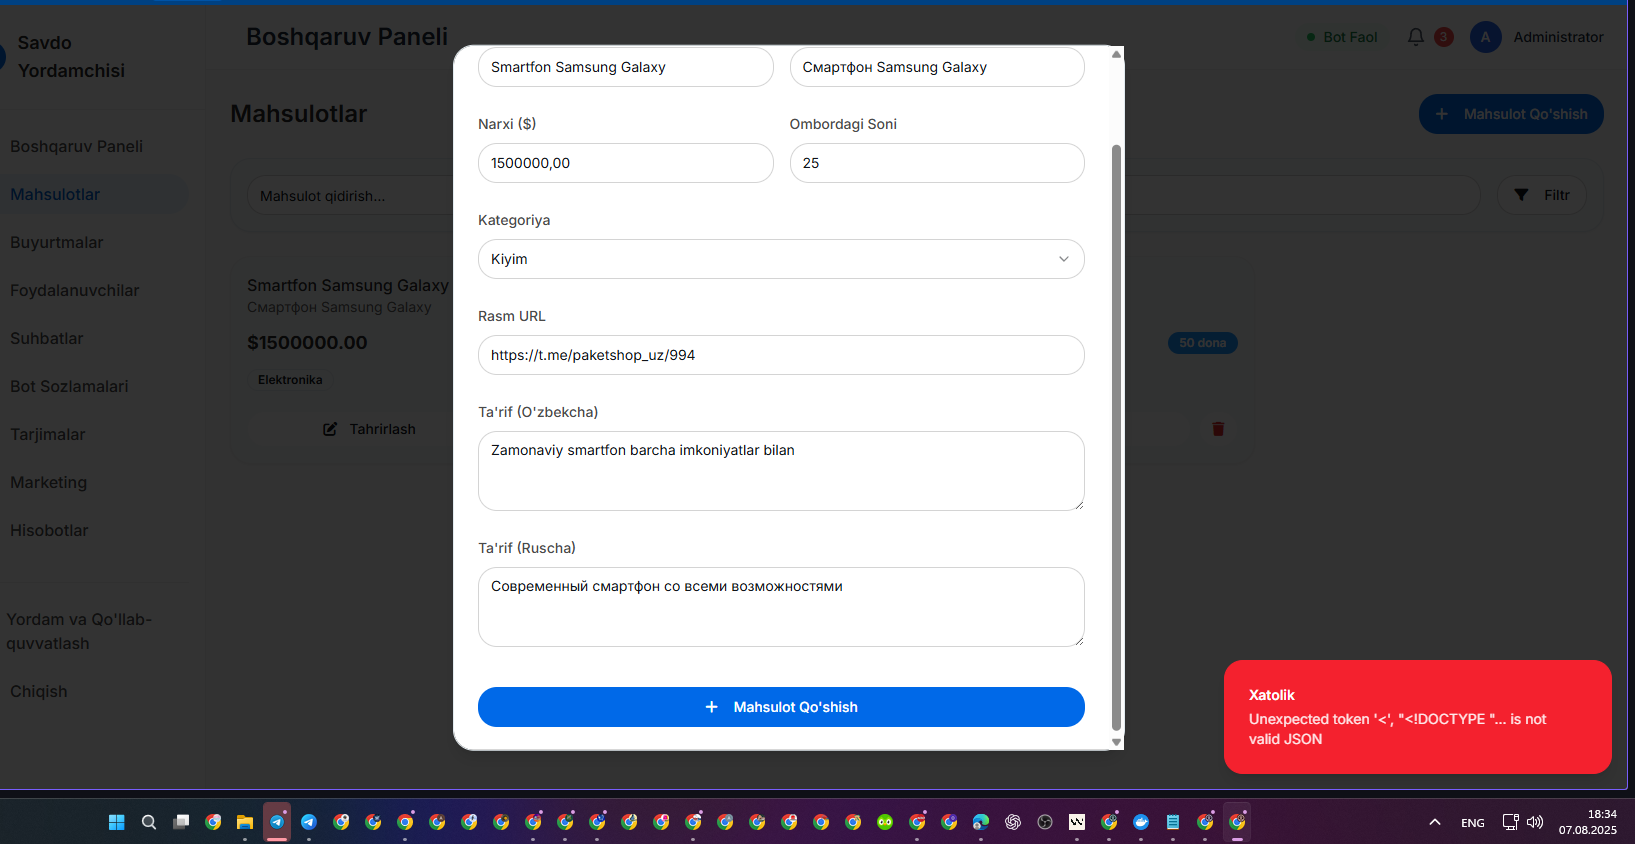 Savdo
Yordamchisi
Boshqaruv Paneli
Bot Faol
3
A
Administrator
Mahsulotlar
Mahsulot Qo'shish
Boshqaruv Paneli
Mahsulotlar
Buyurtmalar
Foydalanuvchilar
Suhbatlar
Bot Sozlamalari
Tarjimalar
Marketing
Hisobotlar
Yordam va Qo'llab-
quvvatlash
Chiqish
Mahsulot qidirish...
Filtr
Smartfon Samsung Galaxy
Смартфон Samsung Galaxy
$1500000.00
50 dona
Elektronika
Tahrirlash
Smartfon Samsung Galaxy
Смартфон Samsung Galaxy
Narxi ($)
Ombordagi Soni
1500000,00
25
Kategoriya
Kiyim
Rasm URL
https://t.me/paketshop_uz/994
Ta'rif (O'zbekcha)
Zamonaviy smartfon barcha imkoniyatlar bilan
Ta'rif (Ruscha)
Современный смартфон со всеми возможностями
Mahsulot Qo'shish
Xatolik
Unexpected token '<', "<!DOCTYPE "... is not
valid JSON
ENG
18:34
07.08.2025